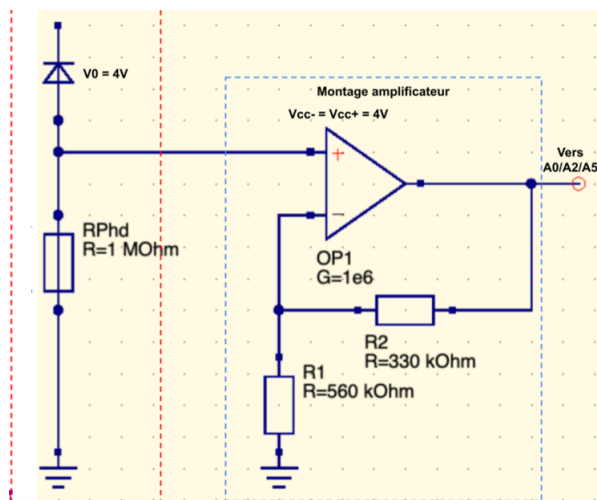 V0 = 4V
Montage amplificateur
Vcc- = Vcc+ = 4V
+
Vers
A0/A2/A5
−
RPhd
R=1 MOhm
OP1
G=1e6
R2
R=330 kOhm
R1
R=560 kOhm